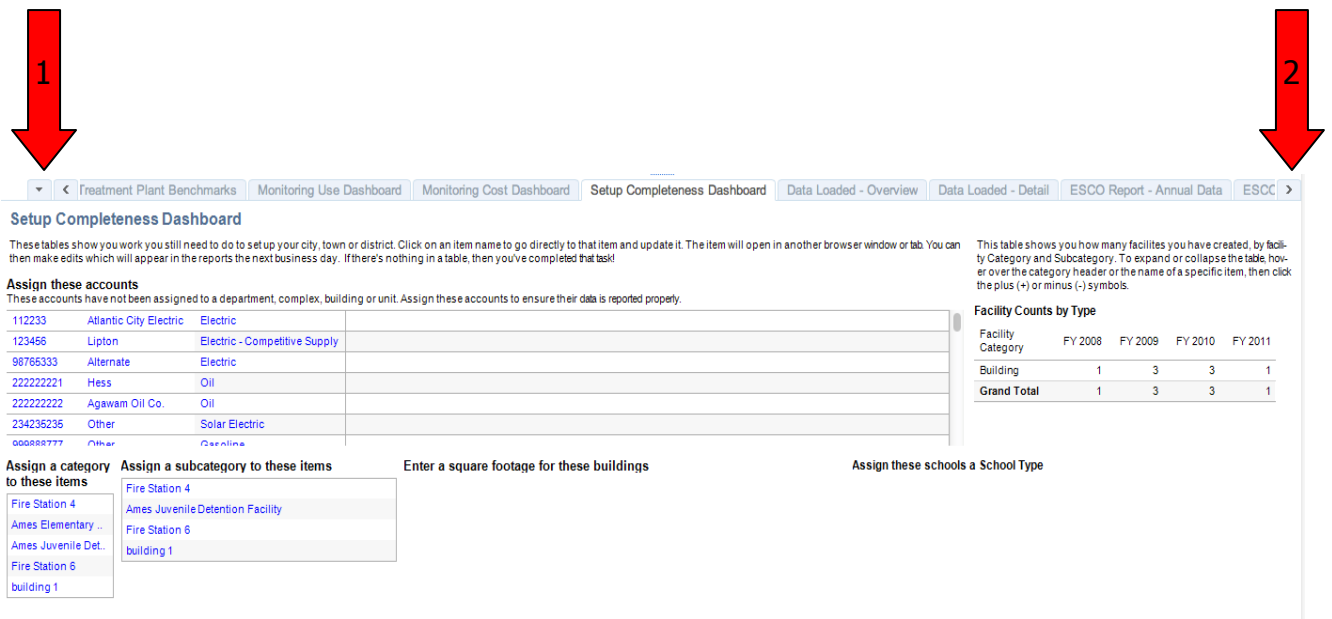 1
2
Treatment Plant Benchmarks Monitoring Use Dashboard Monitoring Cost Dashboard Setup Completeness Dashboard Data Loaded - Overview Data Loaded - Detail ESCO Report - Annual Data ESCO
Setup Completeness Dashboard
These tables show you work you still need to do to set up your city, town or district. Click on an item name to go directly to that item and update it. The item will open in another browser window or tab. You can
then make edits which will appear in the reports the next business day. If there's nothing in a table, then you've completed that task!
Assign these accounts
These accounts have not been assigned to a department, complex, building or unit. Assign these accounts to ensure their data is reported properly.
112233 Atlantic City Electric Electric
123456 Lipton Electric - Competitive Supply
98765333 Alternate Electric
222222221 Hess Oil
222222222 Agawam Oil Co. Oil
234235235 Other Solar Electric
999888777 Other Gasoline
This table shows you how many facilites you have created, by facili-
ty Category and Subcategory. To expand or collapse the table, hov-
er over the category header or the name of a specific item, then click
the plus (+) or minus (-) symbols.
Facility Counts by Type
Facility
Category FY 2008 FY 2009 FY 2010 FY 2011
Building 1 3 3 1
Grand Total 1 3 3 1
Assign a category
to these items
Fire Station 4
Ames Elementary ..
Ames Juvenile Det..
Fire Station 6
building 1
Assign a subcategory to these items
Fire Station 4
Ames Juvenile Detention Facility
Fire Station 6
building 1
Enter a square footage for these buildings
Assign these schools a School Type